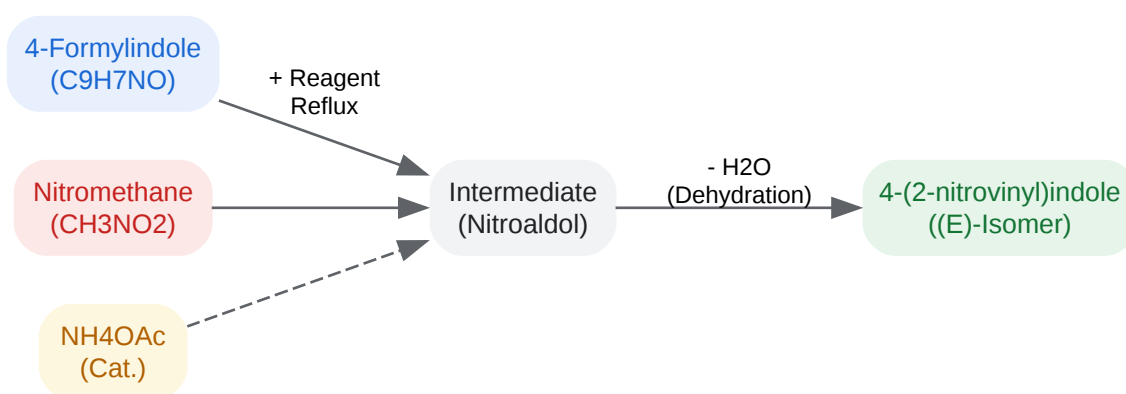 4-Formylindole
(C9H7NO)
+ Reagent
Reflux
Nitromethane
(CH3NO2)
Intermediate
(Nitroaldol)
- H2O
(Dehydration)
4-(2-nitrovinyl)indole
((E)-Isomer)
NH4OAc
(Cat.)